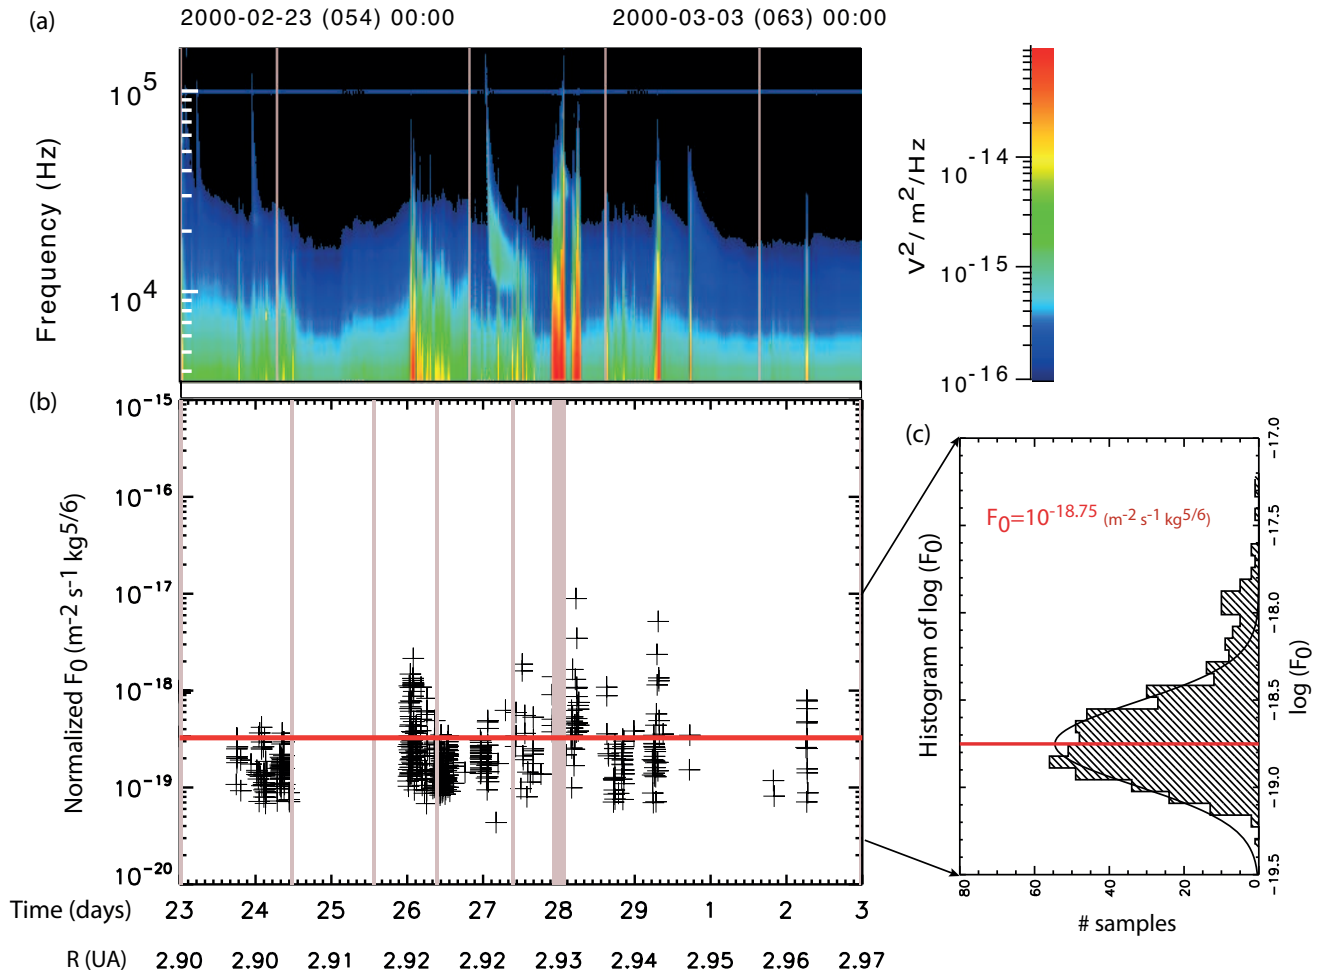 (a)
2000-02-23 (054) 00:00 2000-03-03 (063) 00:00
10^5
10^4
Frequency (Hz)
10^-14
10^-15
10^-16
V^2/m^2/Hz
(b)
10^-15
10^-16
10^-17
10^-18
10^-19
10^-20
Normalized F_0 (m^-2 s^-1 kg^5/6)
Time (days) 23 24 25 26 27 28 29 1 2 3
R (UA) 2.90 2.90 2.91 2.92 2.92 2.93 2.94 2.95 2.96 2.97
(c)
F_0=10^-18.75 (m^-2 s^-1 kg^5/6)
Histogram of log (F_0)
-17.0
-17.5
-18.0
-18.5
-19.0
-19.5
log (F_0)
80 60 40 20 0
# samples